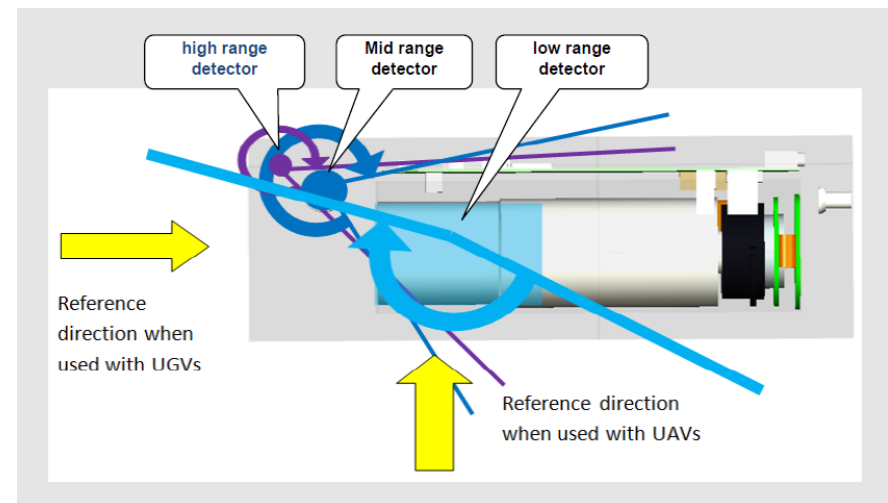 high range
detector
Mid range
detector
low range
detector
Reference
direction when
used with UGVs
Reference direction
when used with UAVs